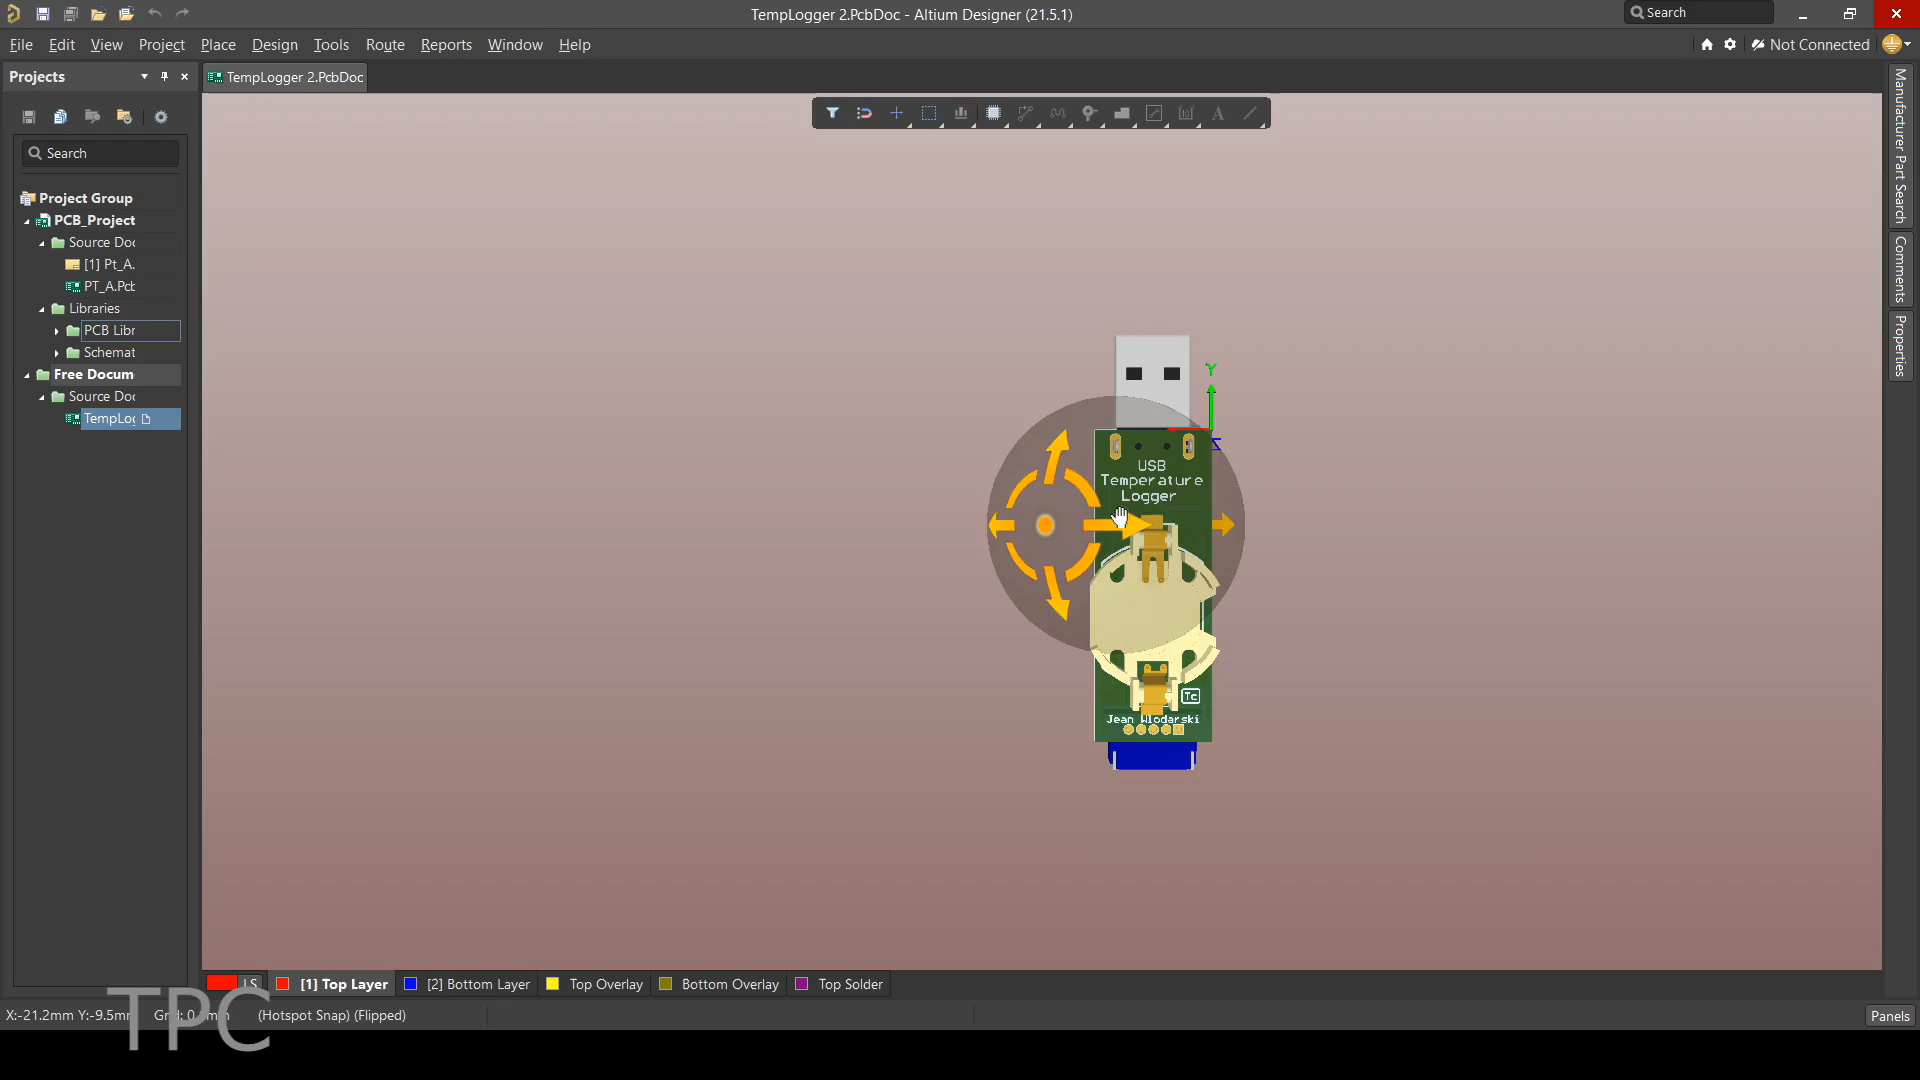 TempLogger 2.PcbDoc - Altium Designer (21.5.1)
Search
File Edit View Project Place Design Tools Route Reports Window Help
Not Connected
Projects
TempLogger 2.PcbDoc
Search
Project Group
PCB_Project
Source Doc
[1] Pt_A.
PT_A.Pcb
Libraries
PCB Libr
Schemat
Free Docum
Source Doc
TempLog
Manufacturer Part Search
Comments
Properties
Y
Z
USB
Temperature
Logger
Tc
Jean Wlodarski
LS
[1] Top Layer
[2] Bottom Layer
Top Overlay
Bottom Overlay
Top Solder
X:-21.2mm Y:-9.5mm
(Hotspot Snap) (Flipped)
Panels
TPC